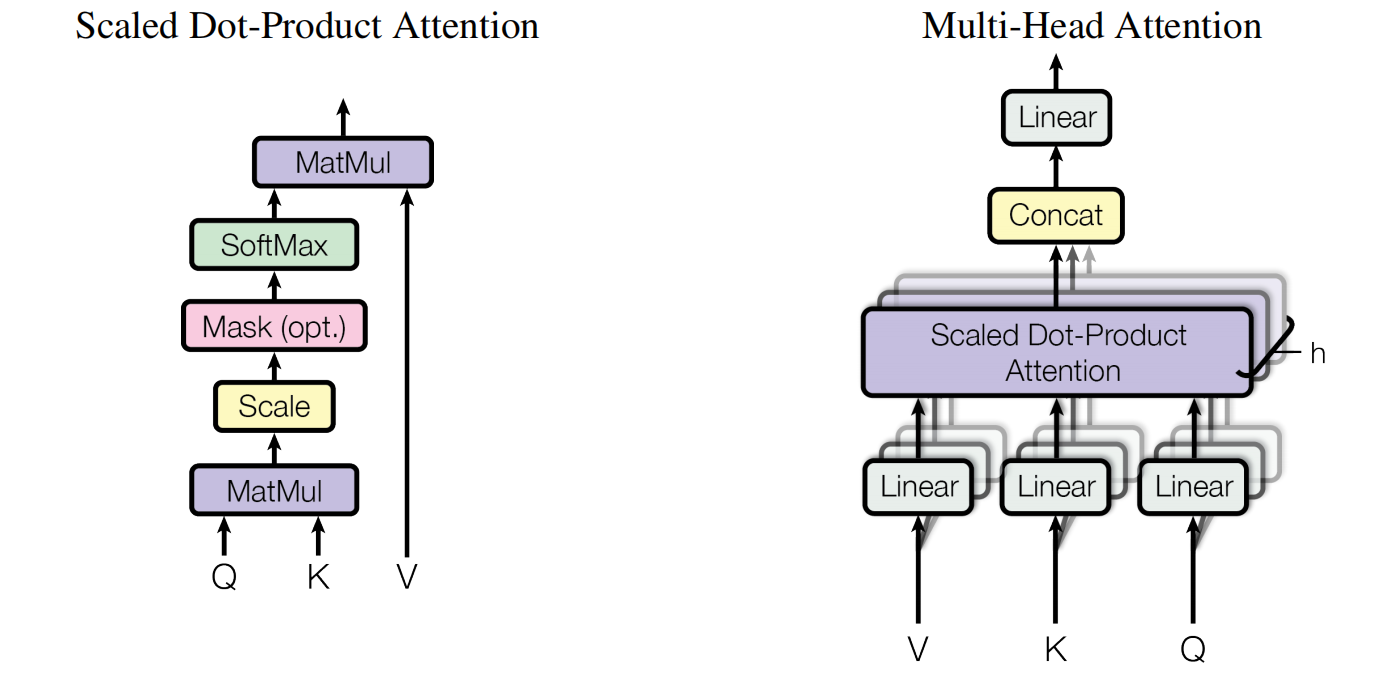 Scaled Dot-Product Attention
MatMul
SoftMax
Mask (opt.)
Scale
MatMul
Q K V
Multi-Head Attention
Linear
Concat
Scaled Dot-Product
Attention
h
Linear Linear Linear
V K Q